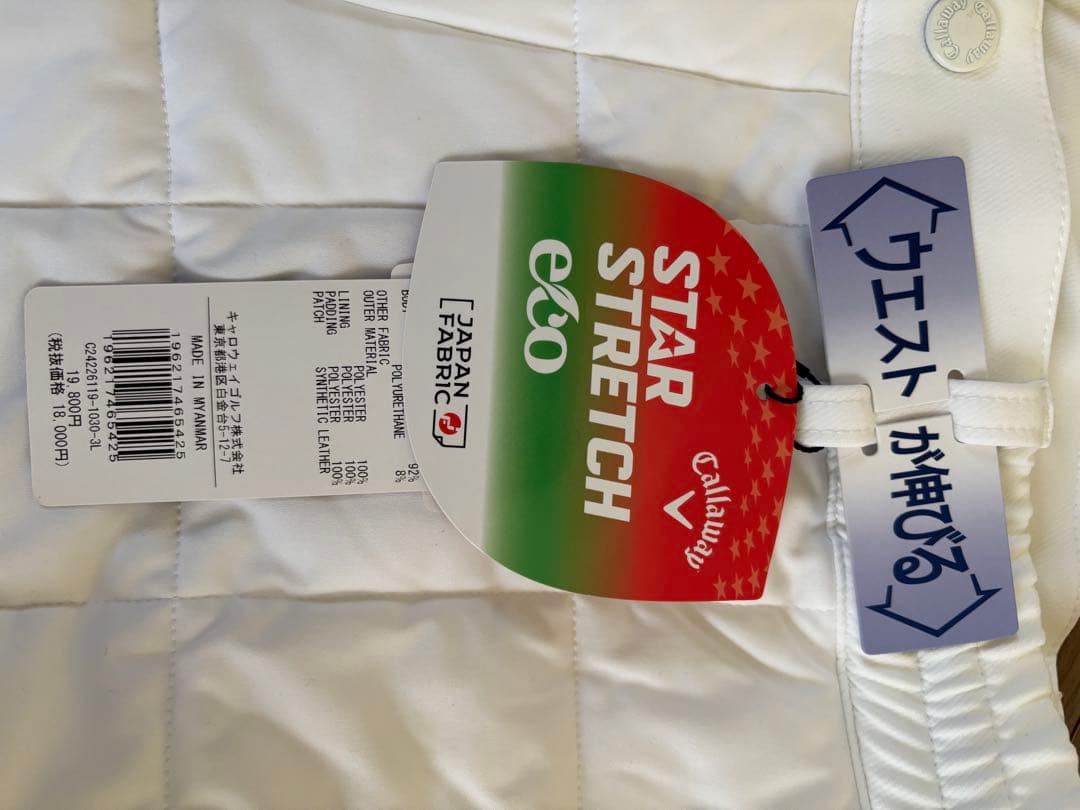 Callaway Callaway
ウエストが伸びる
Callaway
STAR
STRETCH
eco
JAPAN
FABRIC
POLYURETHANE 92%
8%
OTHER FABRIC
OUTER MATERIAL POLYESTER 100%
LINING POLYESTER 100%
PADDING POLYESTER 100%
PATCH SYNTHETIC LEATHER
キャロウェイゴルフ株式会社
東京都港区白金台5-12-7
MADE IN MYANMAR
196217465425
196217465425
C24226119-1030-3L
19,800円
(税抜価格 18,000円)